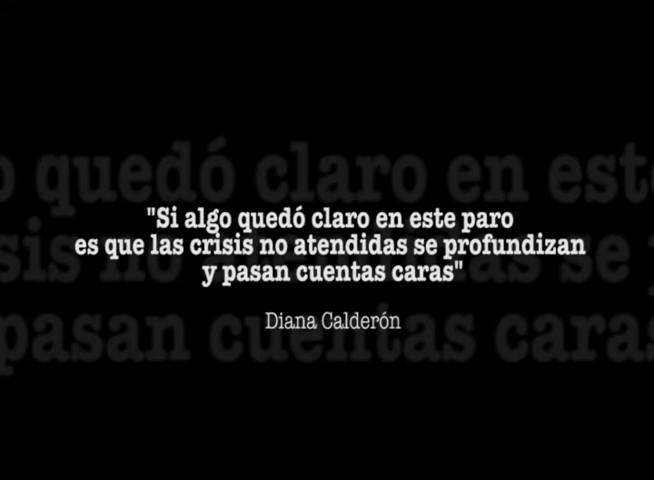 "Si algo quedó claro en este paro
es que las crisis no atendidas se profundizan
y pasan cuentas caras"
Diana Calderón